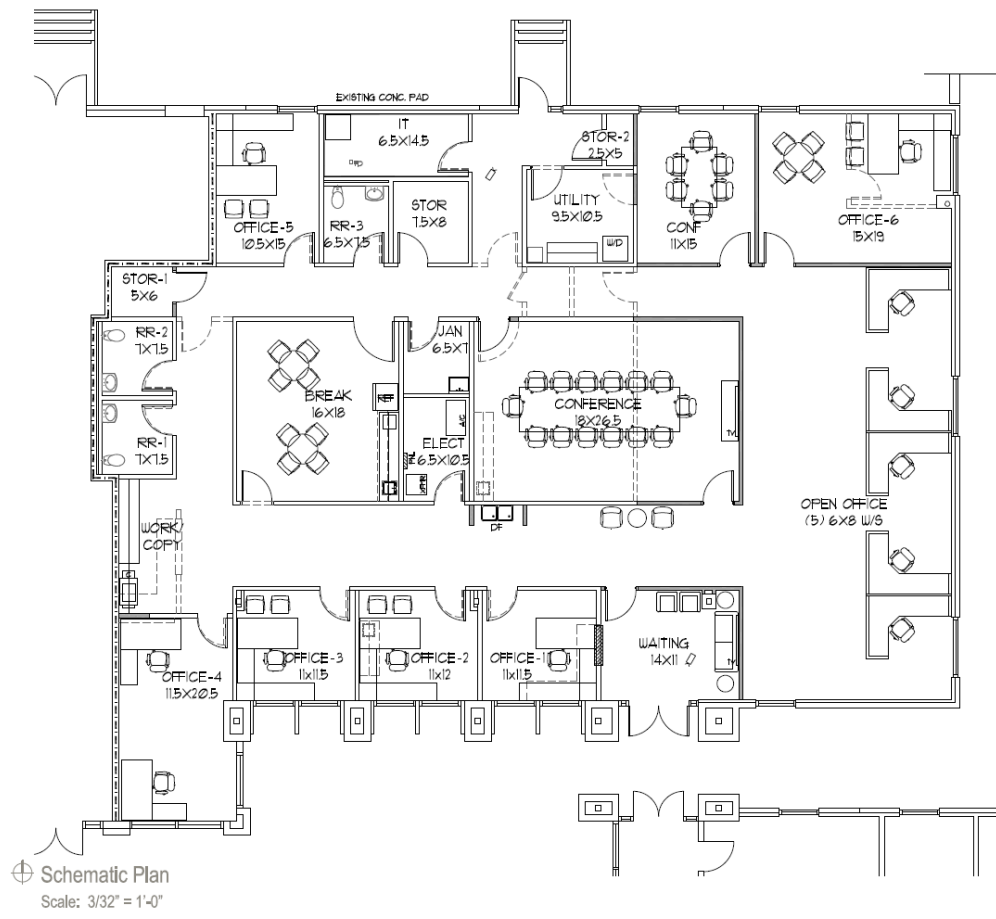 EXISTING CONC. PAD
IT
6.5X14.5
STOR-2
2.5X5
OFFICE-5
10.5X15
RR-3
6.5X7.5
STOR
7.5X8
UTILITY
9.5X10.5
W/D
CONF
11X15
OFFICE-6
15X19
STOR-1
5X6
RR-2
7X7.5
BREAK
16X18
REF
JAN
6.5X7
CONFERENCE
18X26.5
TV
RR-1
7X7.5
A/C
ELECT
6.5X10.5
PNL
XFMR
WORK/
COPY
DF
OPEN OFFICE
(5) 6X8 W/S
OFFICE-4
11.5X20.5
OFFICE-3
11X11.5
OFFICE-2
11X12
OFFICE-1
11X11.5
WAITING
14X11
TV
Schematic Plan
Scale: 3/32" = 1'-0"